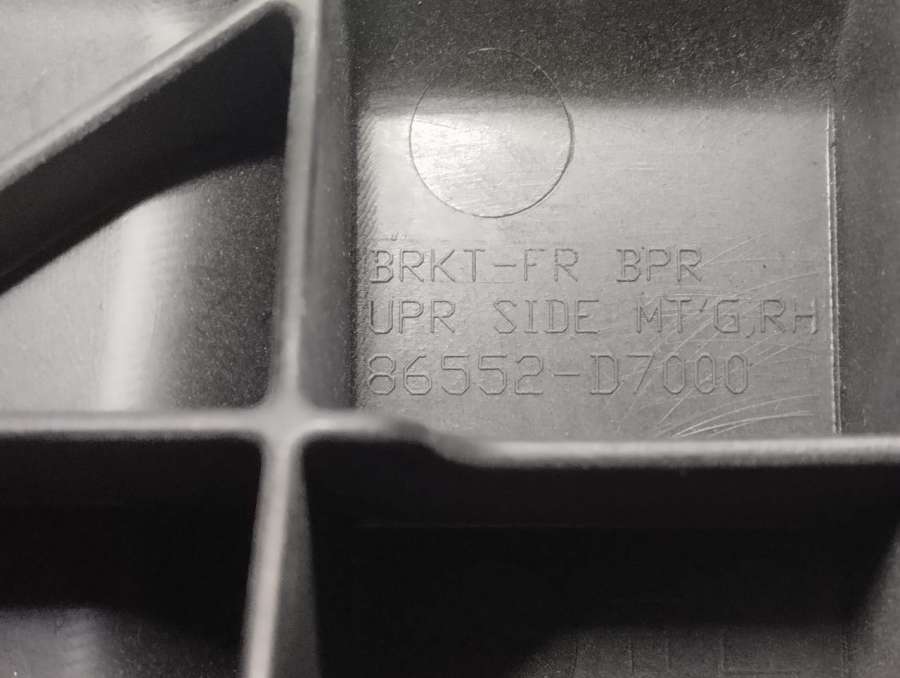 BRKT-FR BPR
UPR SIDE MT'G,RH
86552-D7000